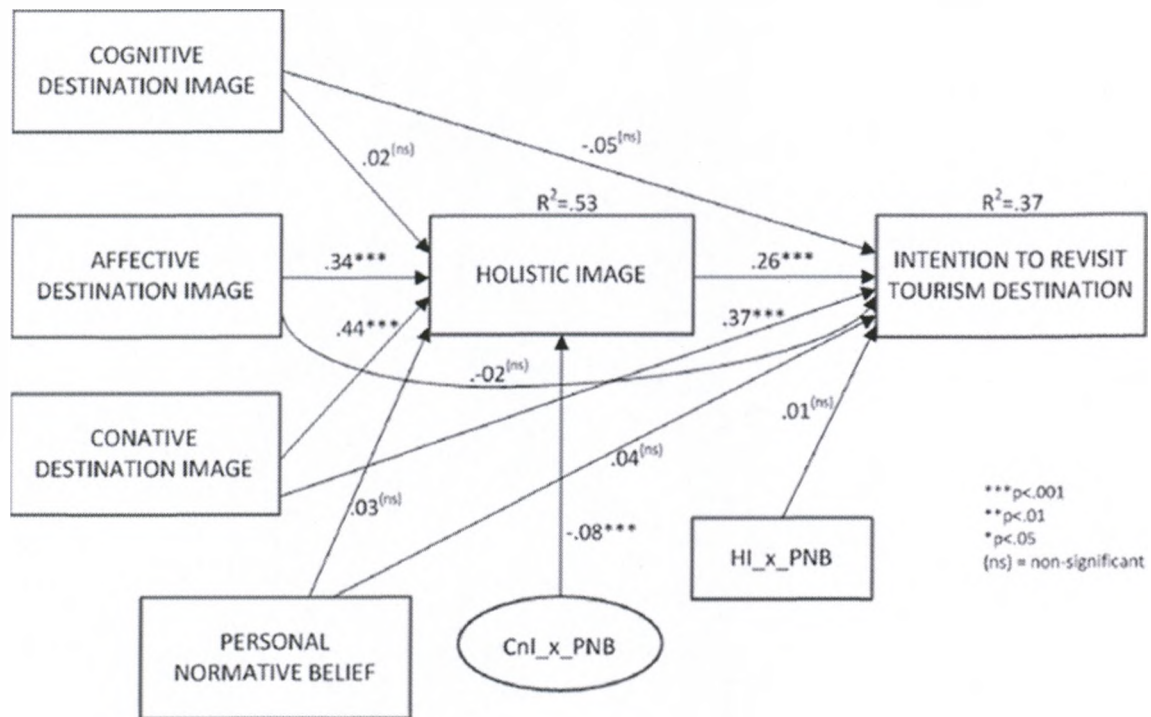 COGNITIVE
DESTINATION IMAGE
-.05(ns)
.02(ns)
R²=.53
R²=.37
AFFECTIVE
DESTINATION IMAGE
.34***
HOLISTIC IMAGE
.26***
INTENTION TO REVISIT
TOURISM DESTINATION
.44***
.37***
.-02(ns)
CONATIVE
DESTINATION IMAGE
.01(ns)
.04(ns)
.03(ns)
-.08***
***p<.001
**p<.01
*p<.05
(ns) = non-significant
HI_x_PNB
PERSONAL
NORMATIVE BELIEF
CnI_x_PNB